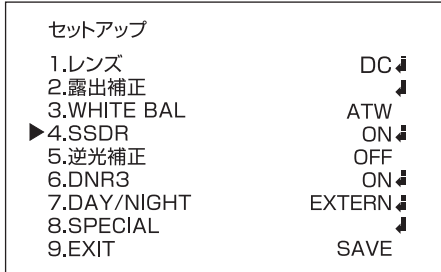 セットアップ
1.レンズ DC↲
2.露出補正 ↲
3.WHITE BAL ATW
▶4.SSDR ON↲
5.逆光補正 OFF
6.DNR3 ON↲
7.DAY/NIGHT EXTERN↲
8.SPECIAL ↲
9.EXIT SAVE